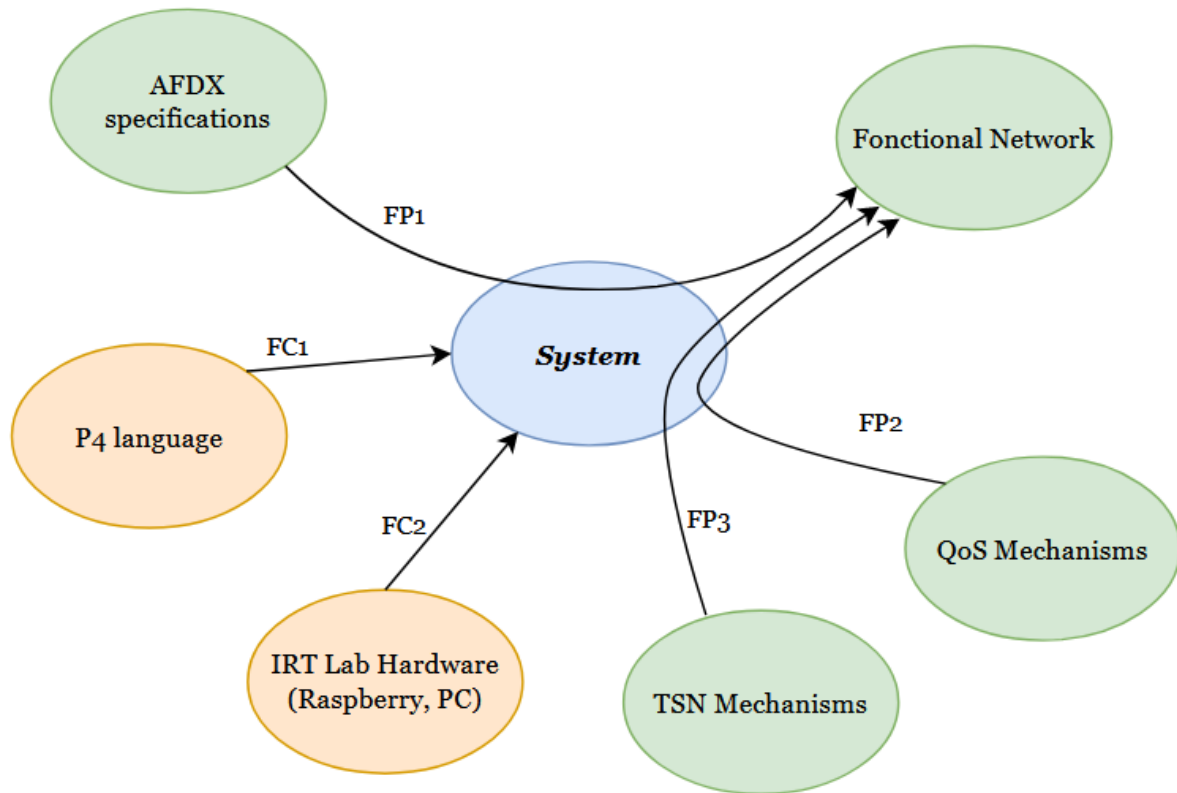 AFDX
specifications
Fonctional Network
FP1
FC1
System
P4 language
FP2
FC2
FP3
QoS Mechanisms
IRT Lab Hardware
(Raspberry, PC)
TSN Mechanisms